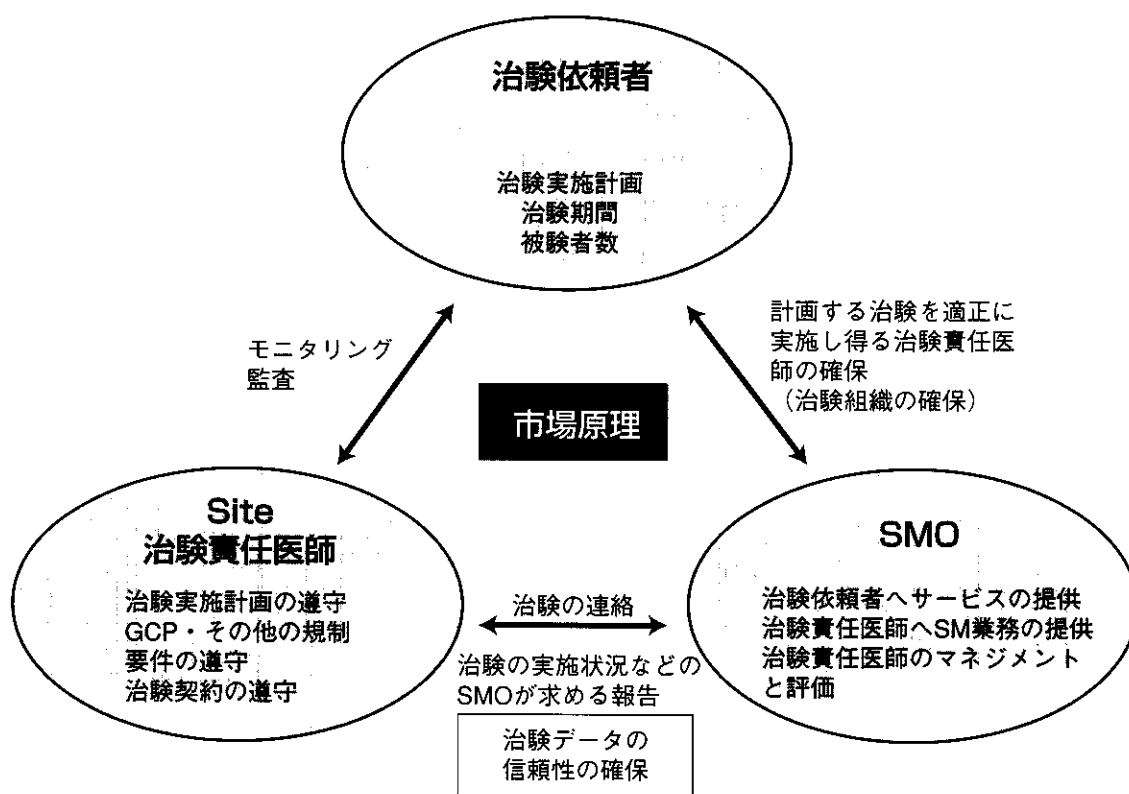 治験依頼者
治験実施計画
治験期間
被験者数
モニタリング
監査
計画する治験を適正に
実施し得る治験責任医
師の確保
（治験組織の確保）
市場原理
Site
治験責任医師
治験実施計画の遵守
GCP・その他の規制
要件の遵守
治験契約の遵守
治験の連絡
治験の実施状況などの
SMOが求める報告
治験データの
信頼性の確保
SMO
治験依頼者へサービスの提供
治験責任医師へSM業務の提供
治験責任医師のマネジメント
と評価